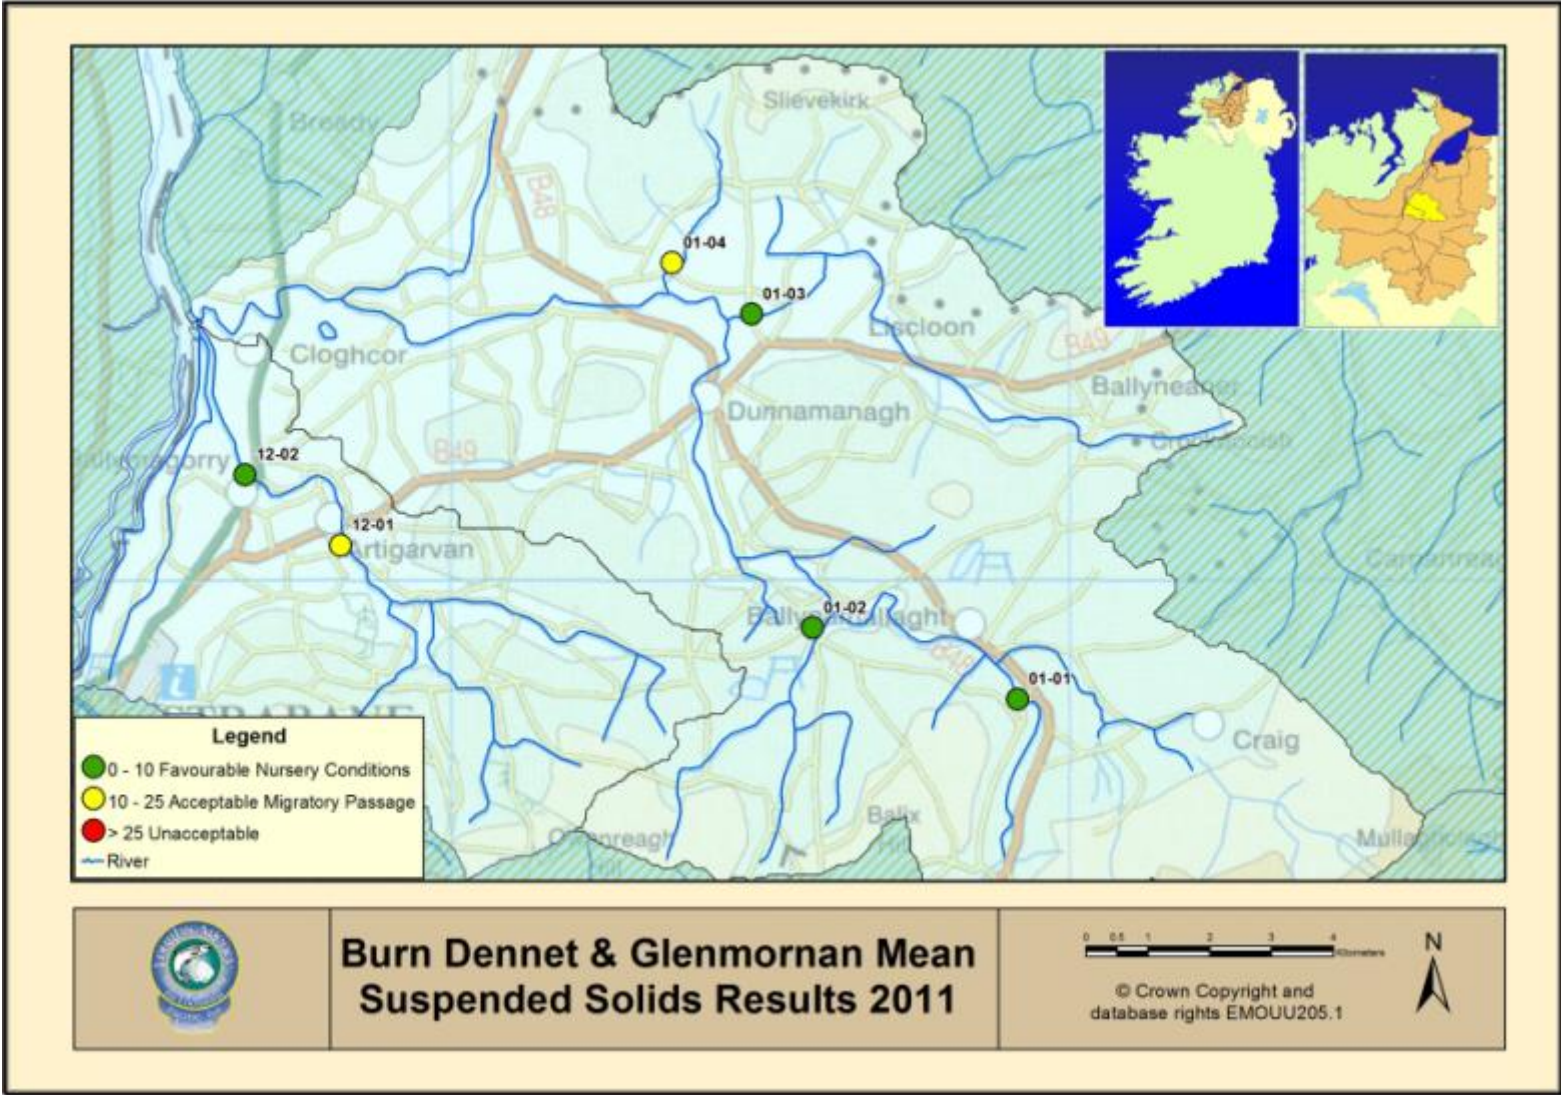 Bready
Slievekirk
B48
01-04
01-03
Liscloon
B49
Cloghcor
Ballyneaner
Dunnamanagh
B49
12-02
12-01
Artigarvan
01-02
B48
01-01
Craig
STRABANE
Balix
Legend
0 - 10 Favourable Nursery Conditions
10 - 25 Acceptable Migratory Passage
> 25 Unacceptable
River
Burn Dennet & Glenmornan Mean
Suspended Solids Results 2011
0 0.5 1 2 3 4
Kilometers
N
© Crown Copyright and
database rights EMOUU205.1